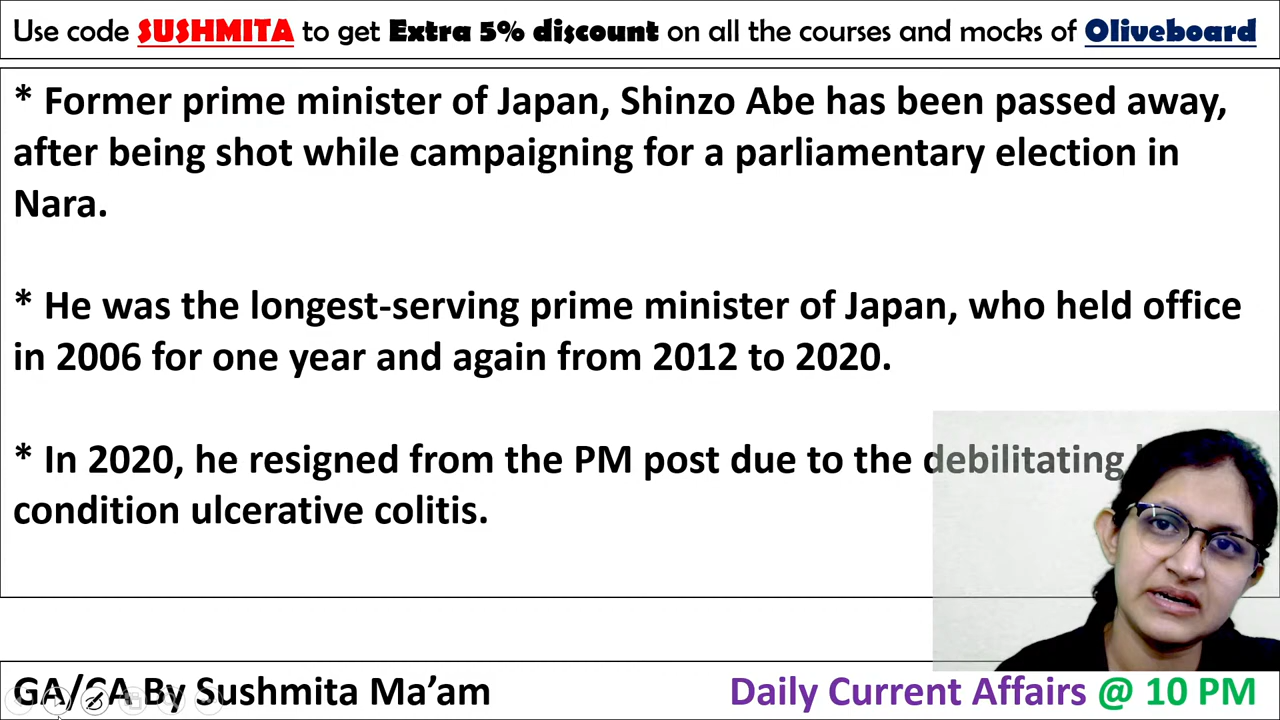 Use code SUSHMITA to get Extra 5% discount on all the courses and mocks of Oliveboard
* Former prime minister of Japan, Shinzo Abe has been passed away,
after being shot while campaigning for a parliamentary election in
Nara.
* He was the longest-serving prime minister of Japan, who held office
in 2006 for one year and again from 2012 to 2020.
* In 2020, he resigned from the PM post due to the debilitating
condition ulcerative colitis.
GA/CA By Sushmita Ma’am
Daily Current Affairs @ 10 PM